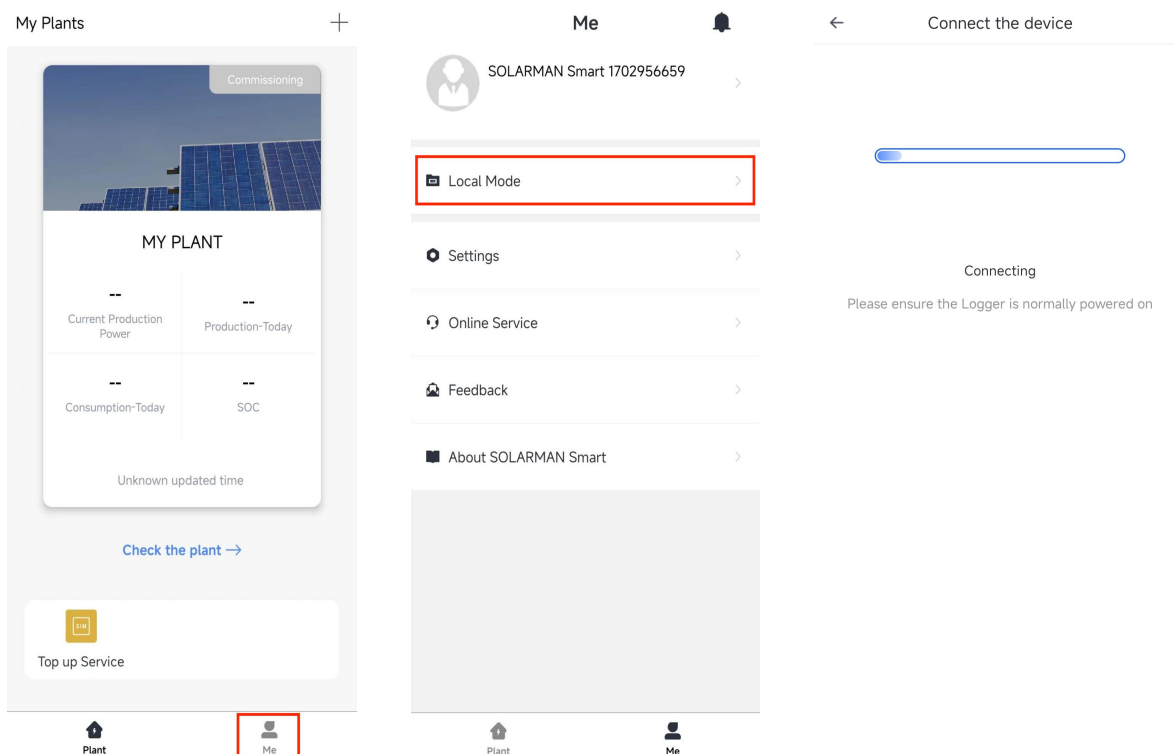 My Plants
Commissioning
MY PLANT
--
Current Production
Power
--
Production-Today
--
Consumption-Today
--
SOC
Unknown updated time
Check the plant →
SIM
Top up Service
Plant
Me
Me
SOLARMAN Smart 1702956659
Local Mode
Settings
Online Service
Feedback
About SOLARMAN Smart
Plant
Me
Connect the device
Connecting
Please ensure the Logger is normally powered on